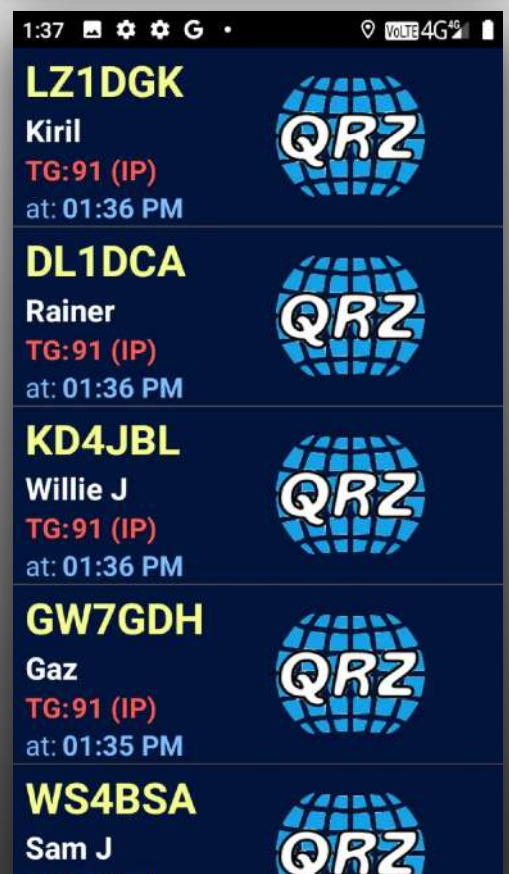 1:37 G VoLTE 4G 4G
LZ1DGK
Kiril
TG:91 (IP)
at: 01:36 PM
QRZ
DL1DCA
Rainer
TG:91 (IP)
at: 01:36 PM
QRZ
KD4JBL
Willie J
TG:91 (IP)
at: 01:36 PM
QRZ
GW7GDH
Gaz
TG:91 (IP)
at: 01:35 PM
QRZ
WS4BSA
Sam J
QRZ